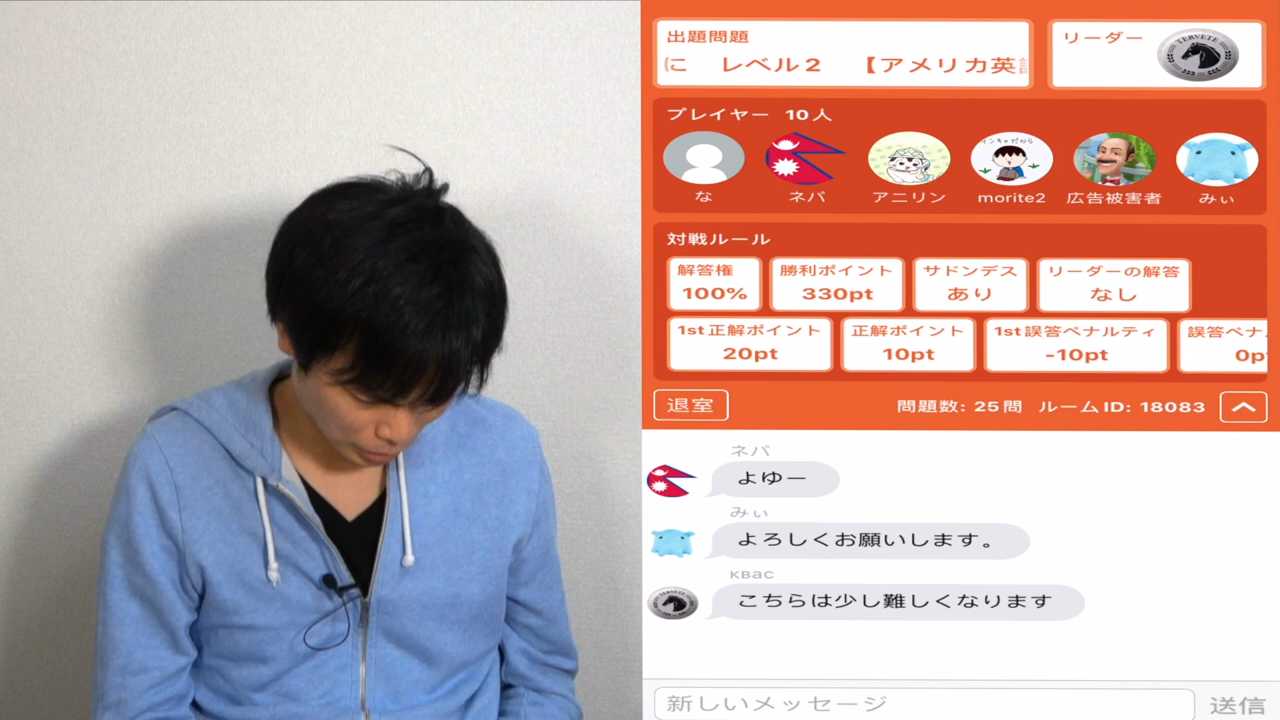 出題問題
に レベル2 【アメリカ英
リーダー
TERVETE
プレイヤー 10人
な
ネパ
アニリン
morite2
広告被害者
みぃ
対戦ルール
解答権
100%
勝利ポイント
330pt
サドンデス
あり
リーダーの解答
なし
1st正解ポイント
20pt
正解ポイント
10pt
1st誤答ペナルティ
-10pt
誤答ペナ
0p
退室
問題数: 25問 ルームID: 18083
ネパ
よゆー
みぃ
よろしくお願いします。
квас
こちらは少し難しくなります
新しいメッセージ
送信